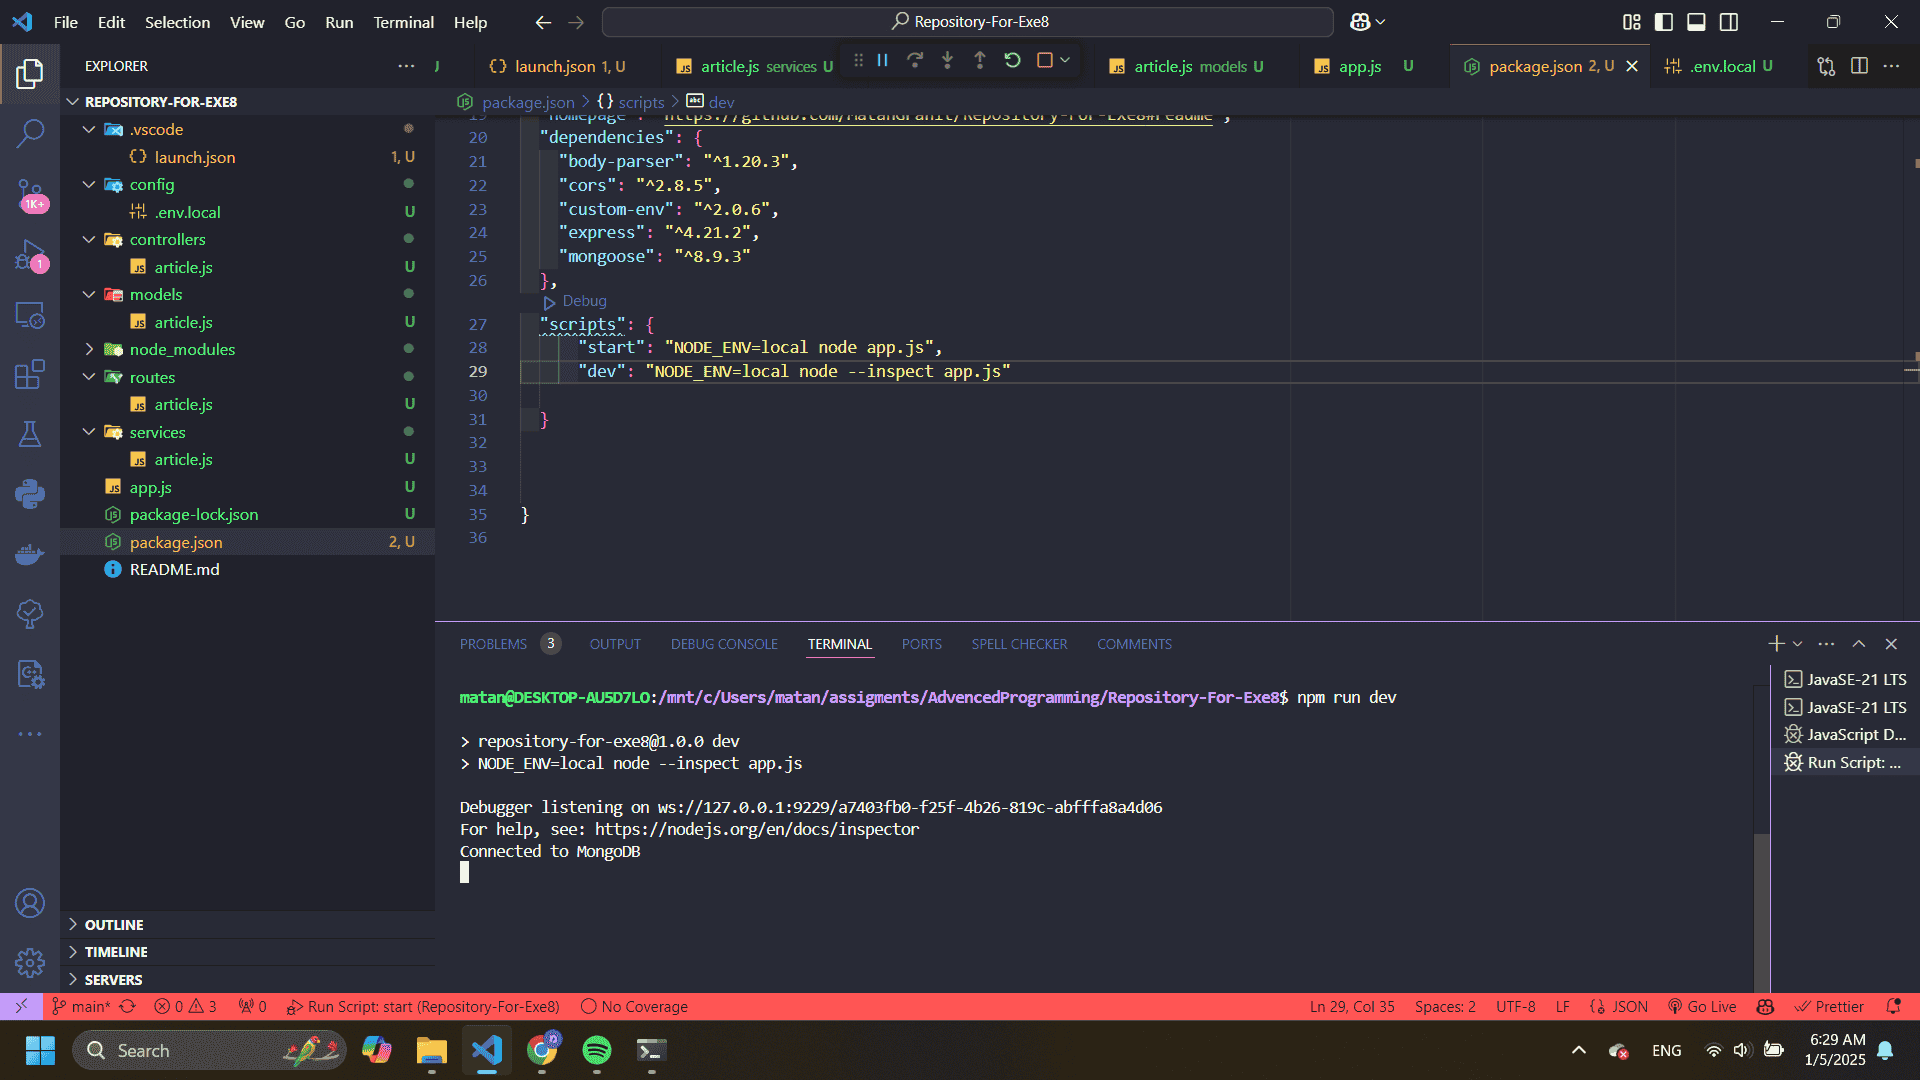 File Edit Selection View Go Run Terminal Help
Repository-For-Exe8
EXPLORER
launch.json 1, U
article.js services U
article.js models U
app.js U
package.json 2, U
.env.local U
REPOSITORY-FOR-EXE8
.vscode
launch.json 1, U
config
.env.local U
controllers
article.js U
models
article.js U
node_modules
routes
article.js U
services
article.js U
app.js U
package-lock.json U
package.json 2, U
README.md
OUTLINE
TIMELINE
SERVERS
1K+
1
package.json > {} scripts > dev
19 "homepage": "https://github.com/MatanGranit/Repository-For-Exe8#readme",
20 "dependencies": {
21 "body-parser": "^1.20.3",
22 "cors": "^2.8.5",
23 "custom-env": "^2.0.6",
24 "express": "^4.21.2",
25 "mongoose": "^8.9.3"
26 },
Debug
27 "scripts": {
28 "start": "NODE_ENV=local node app.js",
29 "dev": "NODE_ENV=local node --inspect app.js"
30
31 }
32
33
34
35 }
36
PROBLEMS 3 OUTPUT DEBUG CONSOLE TERMINAL PORTS SPELL CHECKER COMMENTS
matan@DESKTOP-AU5D7LO:/mnt/c/Users/matan/assigments/AdvencedProgramming/Repository-For-Exe8$ npm run dev
> repository-for-exe8@1.0.0 dev
> NODE_ENV=local node --inspect app.js
Debugger listening on ws://127.0.0.1:9229/a7403fb0-f25f-4b26-819c-abfffa8a4d06
For help, see: https://nodejs.org/en/docs/inspector
Connected to MongoDB
JavaSE-21 LTS
JavaSE-21 LTS
JavaScript D...
Run Script: ...
main* 0 3 0 Run Script: start (Repository-For-Exe8) No Coverage
Ln 29, Col 35 Spaces: 2 UTF-8 LF {} JSON Go Live Prettier
Search
ENG
6:29 AM
1/5/2025